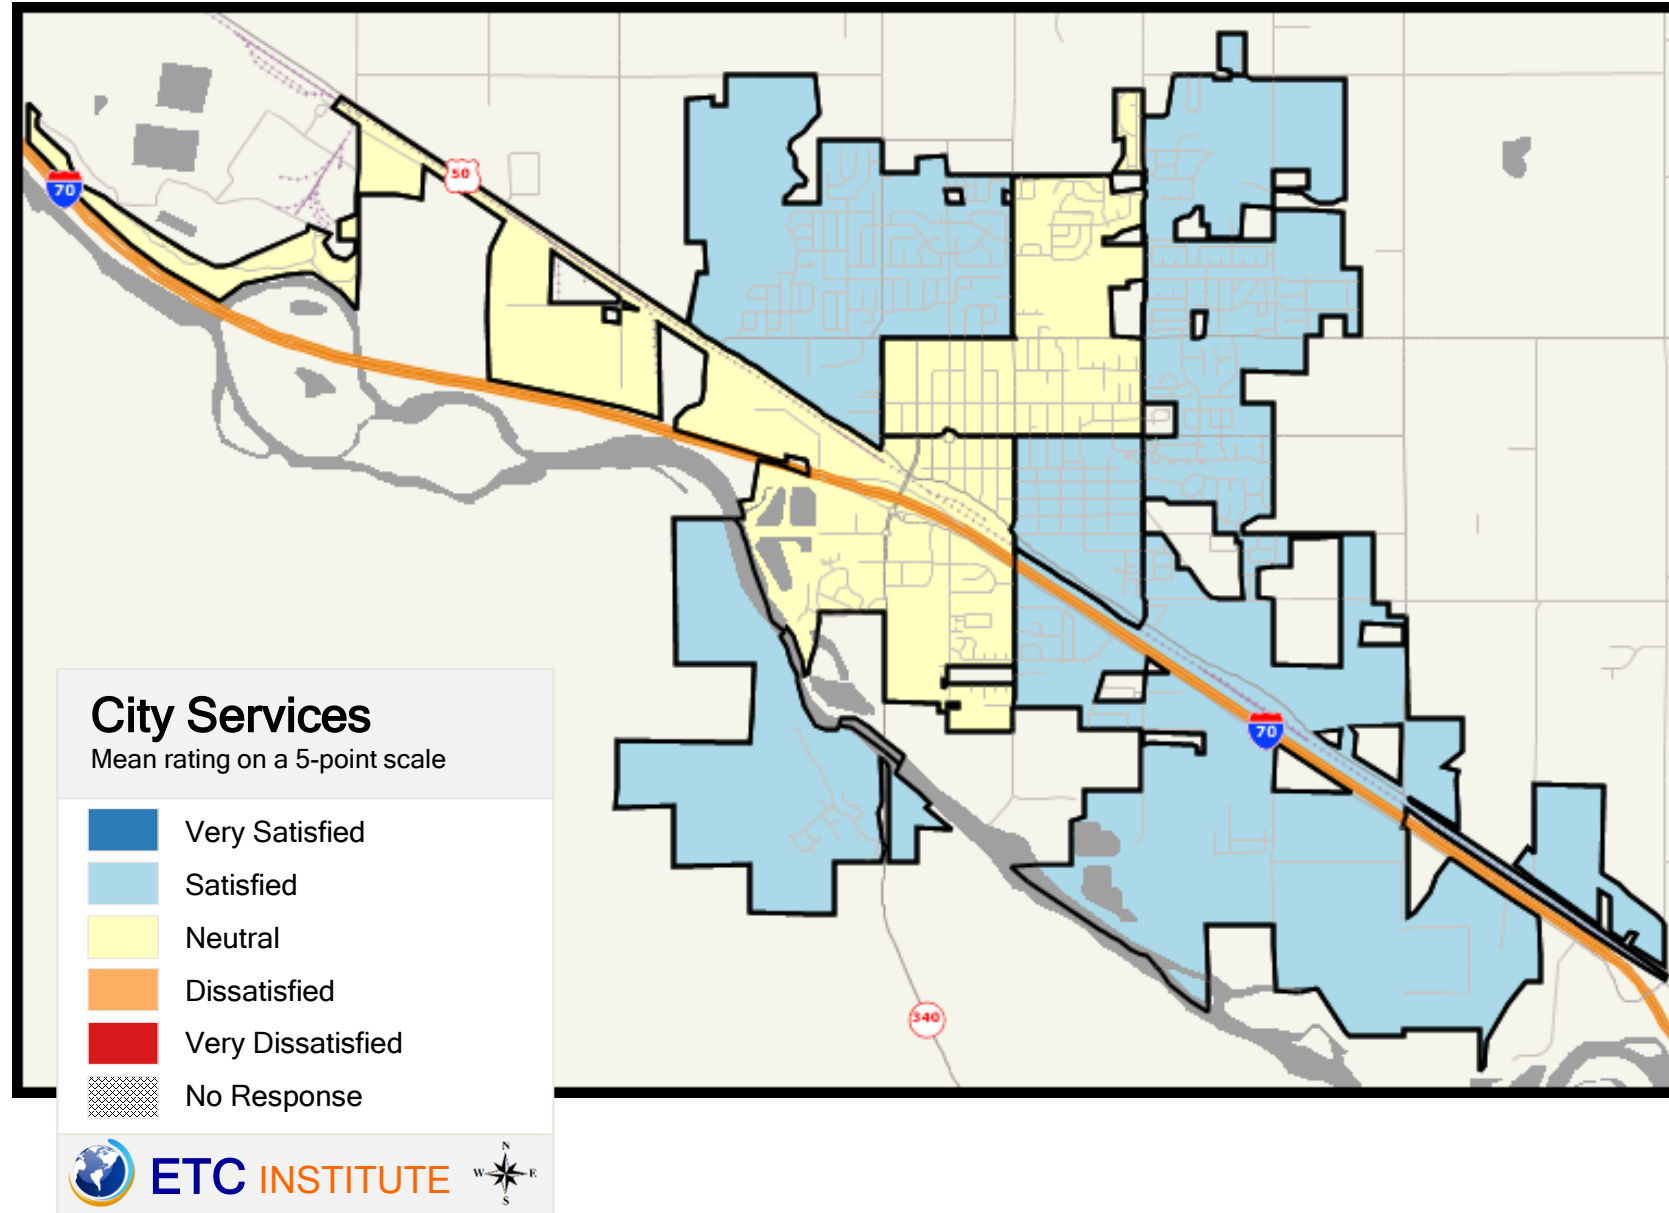 50
70
70
340
City Services
Mean rating on a 5-point scale
Very Satisfied
Satisfied
Neutral
Dissatisfied
Very Dissatisfied
No Response
ETC INSTITUTE
N
W E
S